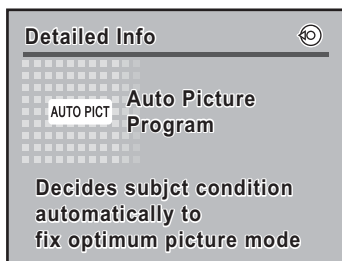 Detailed Info
AUTO PICT
Auto Picture
Program
Decides subjct condition
automatically to
fix optimum picture mode